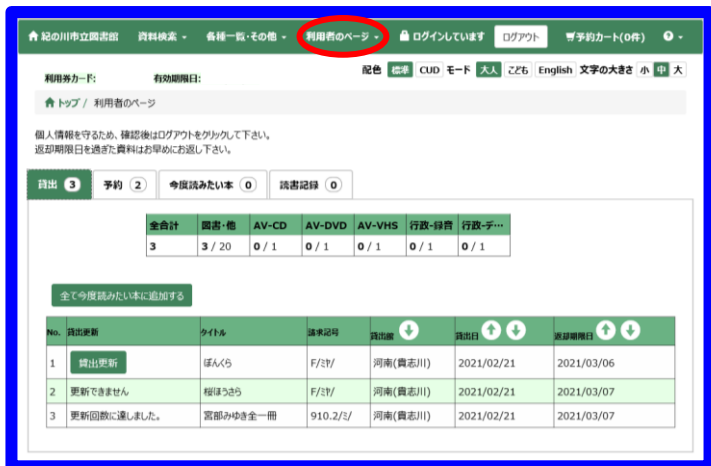 紀の川市立図書館 資料検索 各種一覧・その他 利用者のページ ログインしています ログアウト 予約カート(0件)
配色 標準 CUD モード 大人 こども English 文字の大きさ 小 中 大
利用券カード: 有効期限日:
トップ / 利用者のページ
個人情報を守るため、確認後はログアウトをクリックして下さい。
返却期限日を過ぎた資料はお早めにお返し下さい。
貸出 3 予約 2 今度読みたい本 0 読書記録 0
全合計 図書・他 AV-CD AV-DVD AV-VHS 行政-録音 行政-デ…
3 3 / 20 0 / 1 0 / 1 0 / 1 0 / 1 0 / 1
全て今度読みたい本に追加する
No. 貸出更新 タイトル 請求記号 貸出館 貸出日 返却期限日
1 貸出更新 ぼんくら F/ミヤ/ 河南(貴志川) 2021/02/21 2021/03/06
2 更新できません 桜ほうさら F/ミヤ/ 河南(貴志川) 2021/02/21 2021/03/07
3 更新回数に達しました。 宮部みゆき全一冊 910.2/ミ/ 河南(貴志川) 2021/02/21 2021/03/07